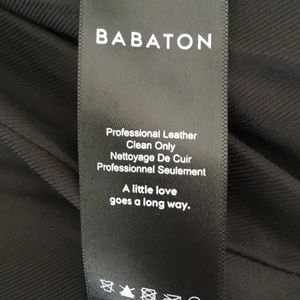 BABATON
Professional Leather
Clean Only
Nettoyage De Cuir
Professionnel Seulement
A little love
goes a long way.